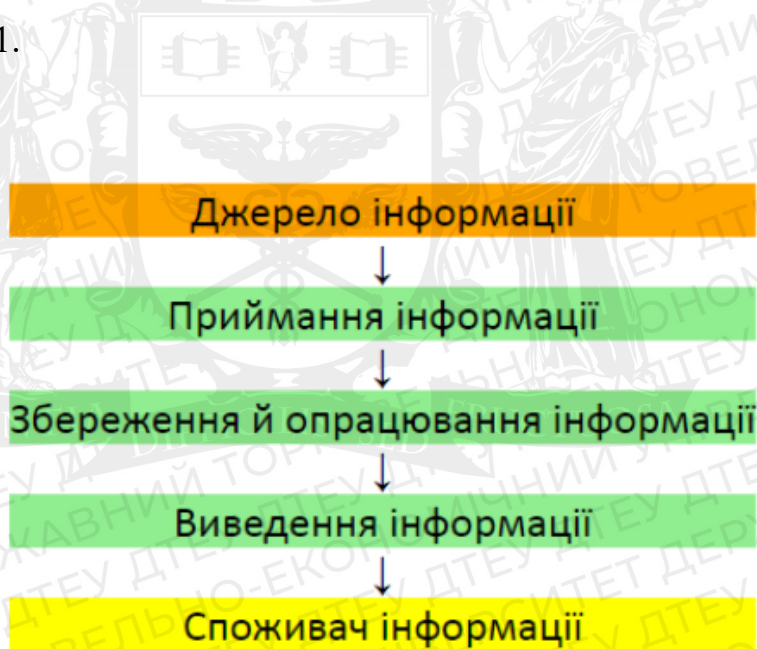 1.
Джерело інформації
↓
Приймання інформації
↓
Збереження й опрацювання інформації
↓
Виведення інформації
↓
Споживач інформації